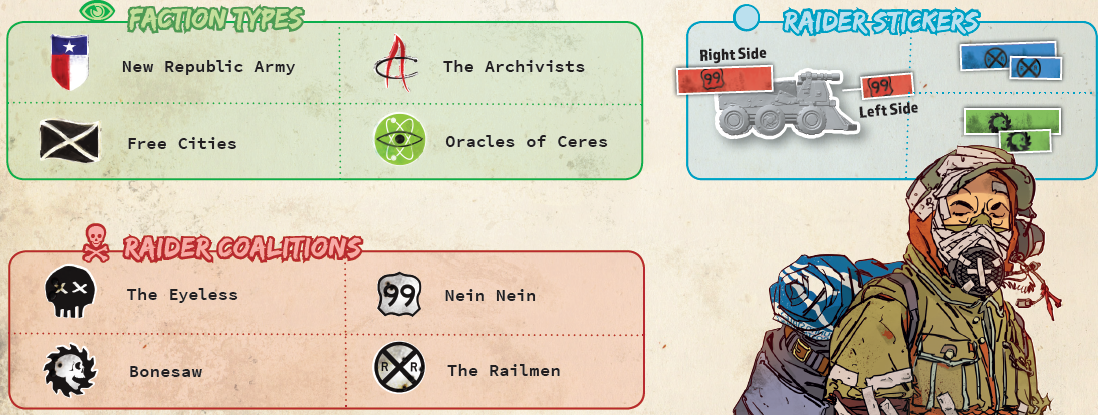 FACTION TYPES
New Republic Army
The Archivists
Free Cities
Oracles of Ceres
RAIDER COALITIONS
The Eyeless
99
Nein Nein
Bonesaw
R R
The Railmen
RAIDER STICKERS
Right Side
99
99
Left Side